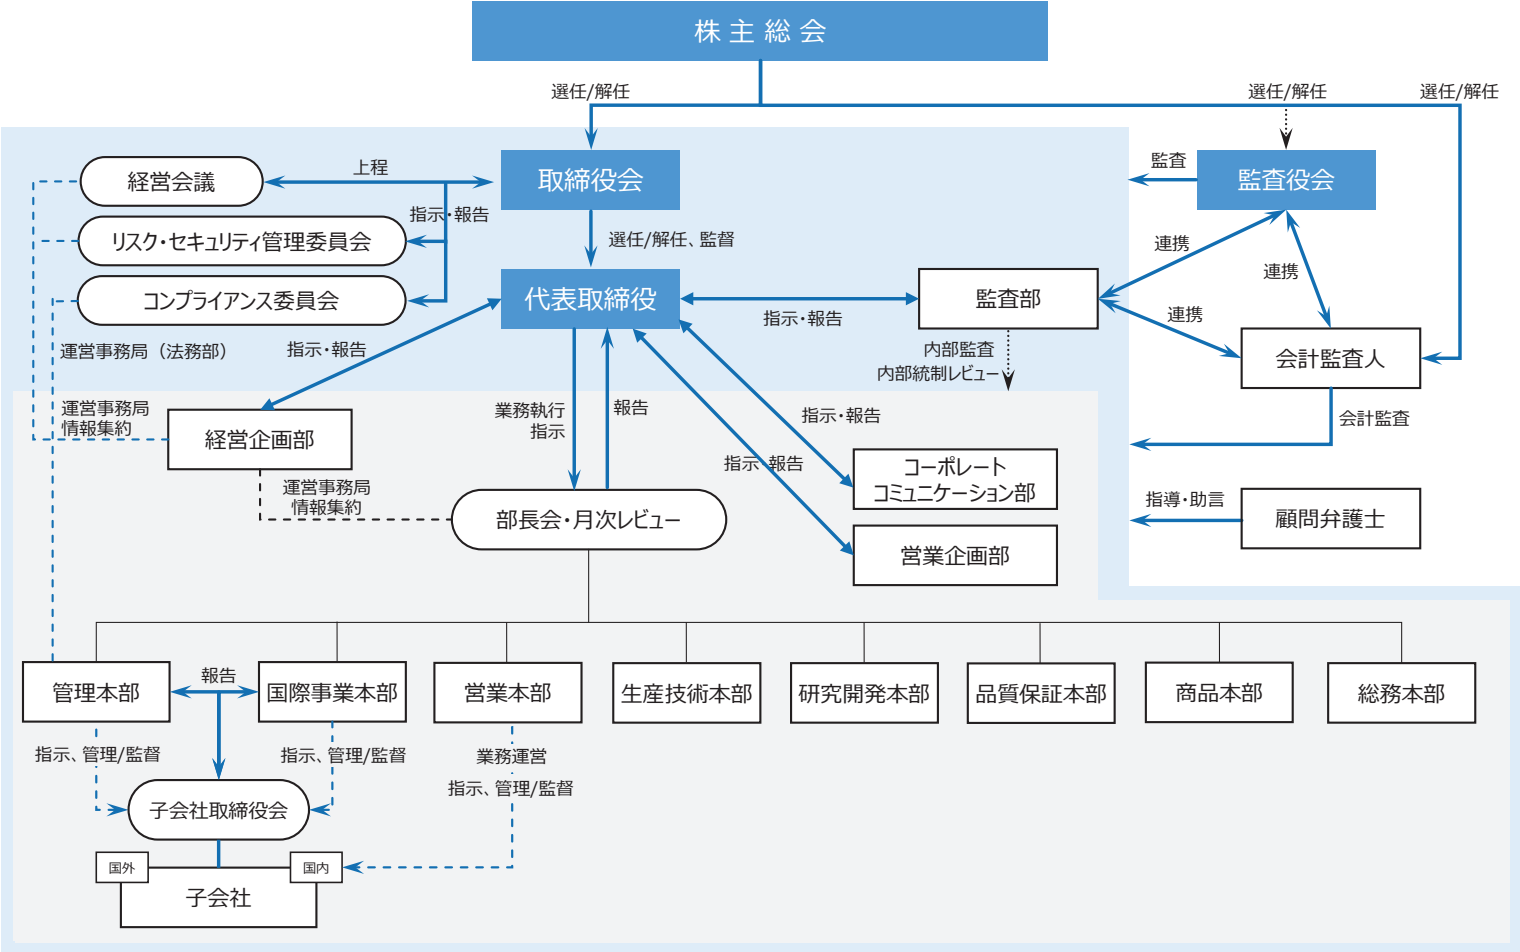 株主総会
選任/解任
選任/解任
選任/解任
経営会議
上程
取締役会
監査
監査役会
指示・報告
リスク・セキュリティ管理委員会
選任/解任、監督
連携
連携
コンプライアンス委員会
代表取締役
監査部
指示・報告
連携
運営事務局（法務部）
指示・報告
内部監査
内部統制レビュー
会計監査人
運営事務局
情報集約
経営企画部
業務執行
指示
報告
指示・報告
会計監査
指示・報告
コーポレート
コミュニケーション部
運営事務局
情報集約
部長会・月次レビュー
指導・助言
顧問弁護士
営業企画部
管理本部
報告
国際事業本部
営業本部
生産技術本部
研究開発本部
品質保証本部
商品本部
総務本部
指示、管理/監督
指示、管理/監督
業務運営
指示、管理/監督
子会社取締役会
国外
国内
子会社